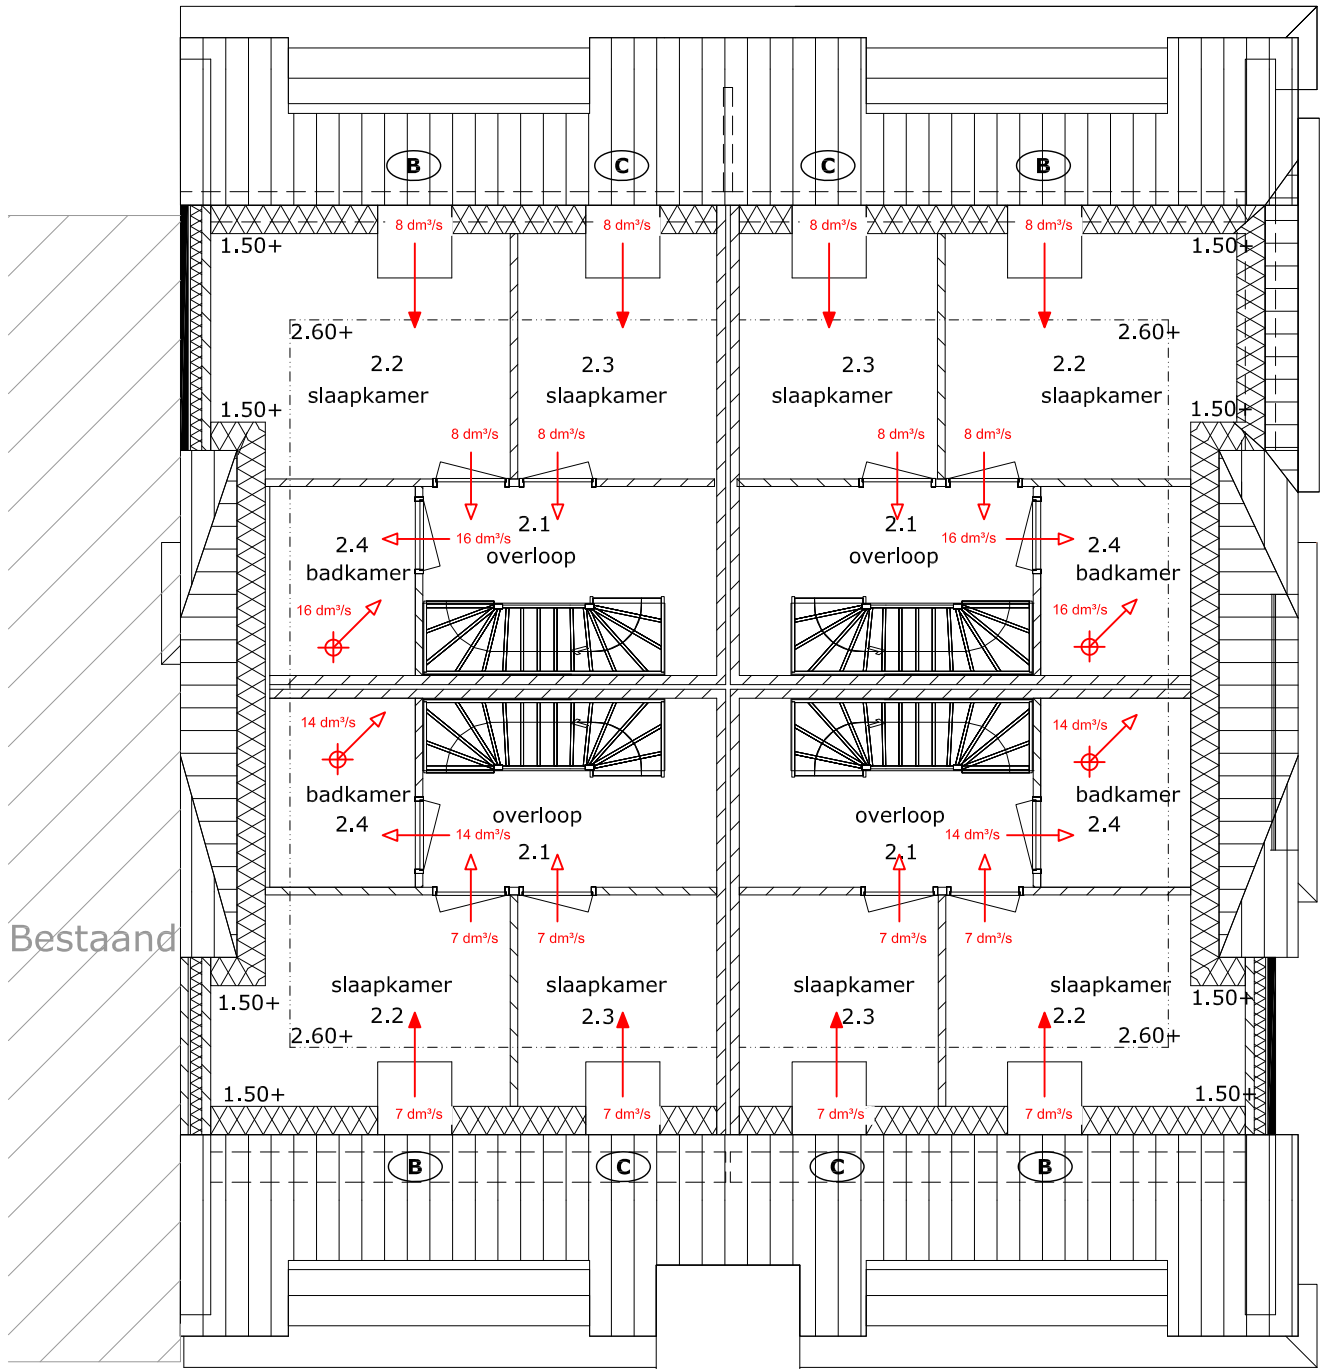 B C C B
8 dm³/s 8 dm³/s 8 dm³/s 8 dm³/s
1.50+ 1.50+
2.60+ 2.60+
2.2 2.3 2.3 2.2
slaapkamer slaapkamer slaapkamer slaapkamer
1.50+ 1.50+
8 dm³/s 8 dm³/s 8 dm³/s 8 dm³/s
2.1 2.1
16 dm³/s 16 dm³/s
2.4 overloop overloop 2.4
badkamer badkamer
16 dm³/s 16 dm³/s
14 dm³/s 14 dm³/s
badkamer badkamer
overloop overloop
2.4 14 dm³/s 14 dm³/s 2.4
2.1 2.1
Bestaand
7 dm³/s 7 dm³/s 7 dm³/s 7 dm³/s
slaapkamer slaapkamer slaapkamer slaapkamer
1.50+ 1.50+
2.2 2.3 2.3 2.2
2.60+ 2.60+
1.50+ 1.50+
7 dm³/s 7 dm³/s 7 dm³/s 7 dm³/s
B C C B